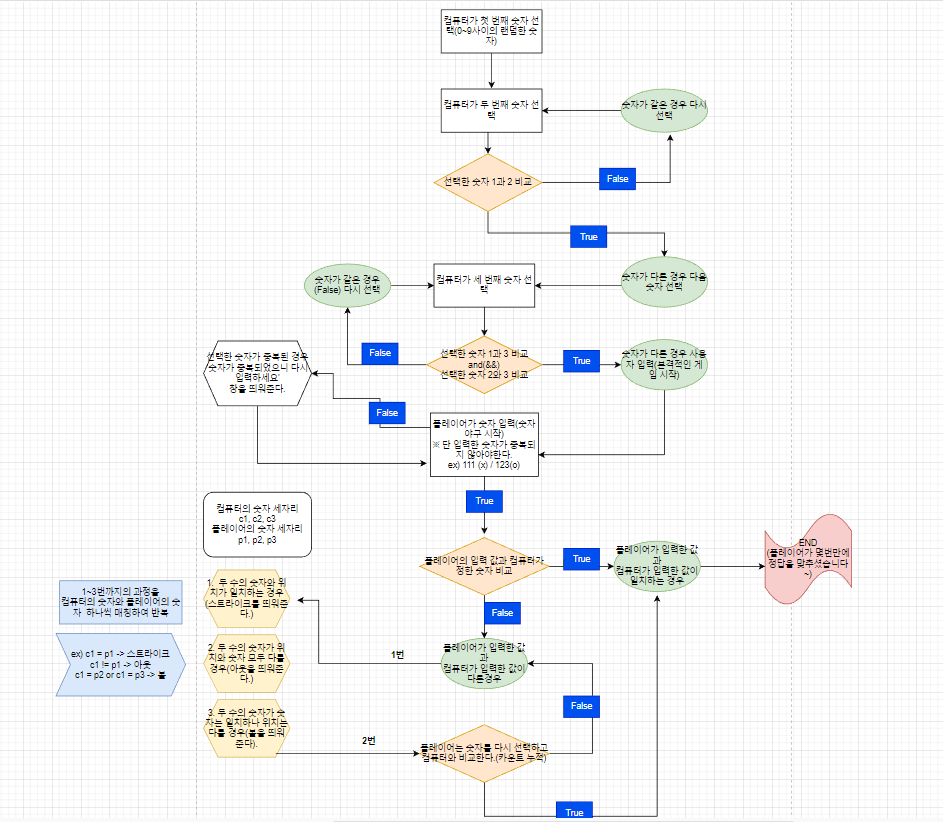 컴퓨터가 첫 번째 숫자 선
택(0~9사이의 랜덤한 숫
자)
컴퓨터가 두 번째 숫자 선
택
숫자가 같은 경우 다시
선택
선택한 숫자 1과 2 비교
False
True
숫자가 같은 경우
(False) 다시 선택
컴퓨터가 세 번째 숫자 선
택
숫자가 다른 경우 다음
숫자 선택
False
선택한 숫자 1과 3 비교
and(&&)
선택한 숫자 2와 3 비교
True
숫자가 다른 경우 사용
자 입력(본격적인 게
임 시작)
선택한 숫자가 중복된 경우
'숫자가 중복되었으니 다시
입력하세요'
창을 띄워준다.
False
플레이어가 숫자 입력(숫자
야구 시작)
※ 단 입력한 숫자가 중복되
지 않아야한다.
ex) 111 (x) / 123(o)
True
컴퓨터의 숫자 세자리
c1, c2, c3
플레이어의 숫자 세자리
p1, p2, p3
플레이어의 입력 값과 컴퓨터가
정한 숫자 비교
True
플레이어가 입력한 값
과
컴퓨터가 입력한 값이
일치하는 경우
END
(플레이어가 몇번만에
정답을 맞추셨습니다
~)
1~3번까지의 과정을
컴퓨터의 숫자와 플레이어의 숫
자 하나씩 매칭하여 반복
1. 두 수의 숫자와 위
치가 일치하는 경우
(스트라이크를 띄워준
다.)
False
ex) c1 = p1 -> 스트라이크
c1 != p1 -> 아웃
c1 = p2 or c1 = p3 -> 볼
2. 두 수의 숫자가 위
치와 숫자 모두 다를
경우(아웃을 띄워준
다.)
1번
플레이어가 입력한 값
과
컴퓨터가 입력한 값이
다른경우
3. 두 수의 숫자가 숫
자는 일치하나 위치는
다를 경우(볼을 띄워
준다).
2번
False
플레이어는 숫자를 다시 선택하고
컴퓨터와 비교한다.(카운트 누적)
True